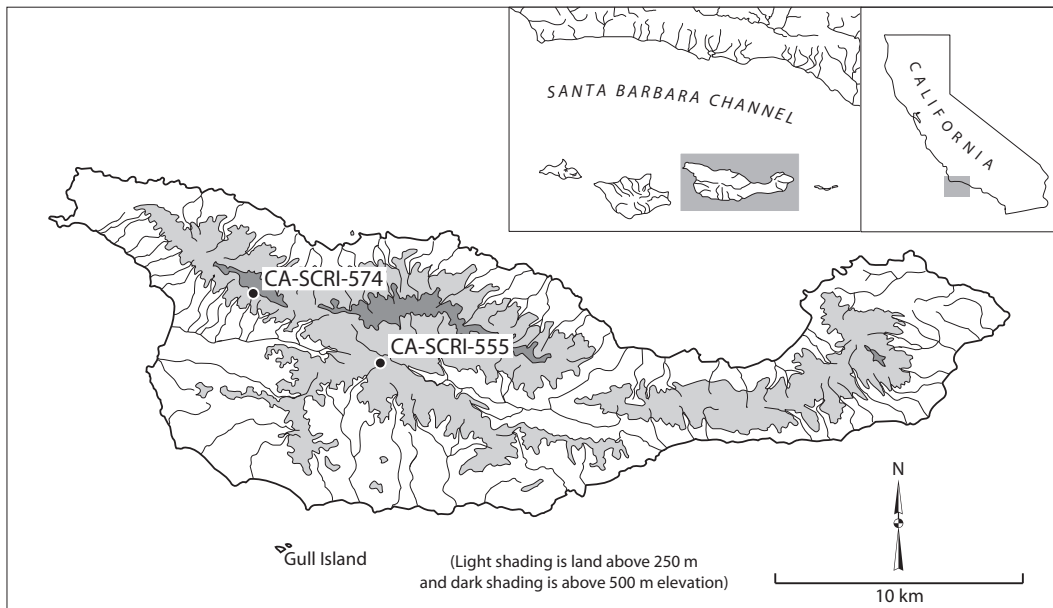 SANTA BARBARA CHANNEL
CALIFORNIA
CA-SCRI-574
CA-SCRI-555
N
Gull Island
(Light shading is land above 250 m
and dark shading is above 500 m elevation)
10 km